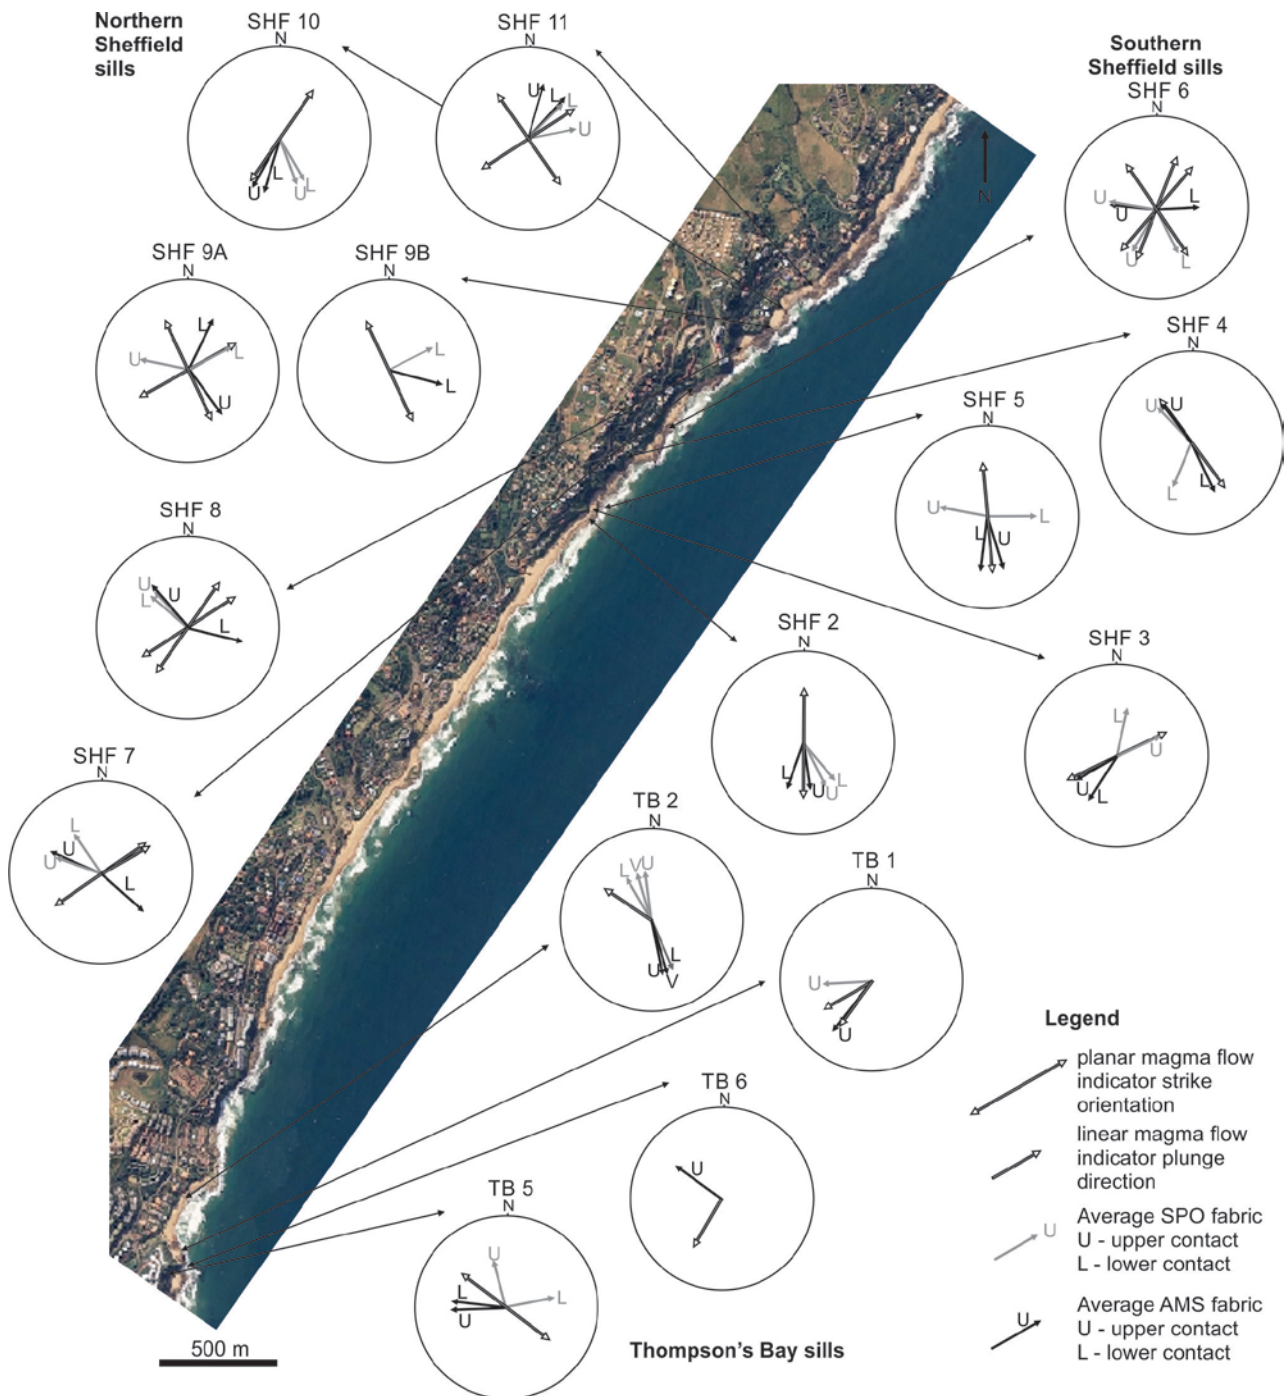 Northern
Sheffield
sills
SHF 10
N
U
L
U
L
SHF 11
N
U
L
L
U
Southern
Sheffield sills
SHF 6
N
U
U
L
U
L
N
SHF 9A
N
L
U
L
U
SHF 9B
N
L
L
SHF 4
N
U
U
L
L
SHF 5
N
U
L
L
U
SHF 8
N
U
U
L
L
SHF 2
N
L
U
U
L
SHF 3
N
L
U
U
L
SHF 7
N
L
U
U
L
TB 2
N
L
V
U
L
U
V
TB 1
N
U
U
TB 6
N
U
TB 5
N
U
L
L
U
Legend
planar magma flow
indicator strike
orientation
linear magma flow
indicator plunge
direction
U
Average SPO fabric
U - upper contact
L - lower contact
U
Average AMS fabric
U - upper contact
L - lower contact
500 m
Thompson's Bay sills